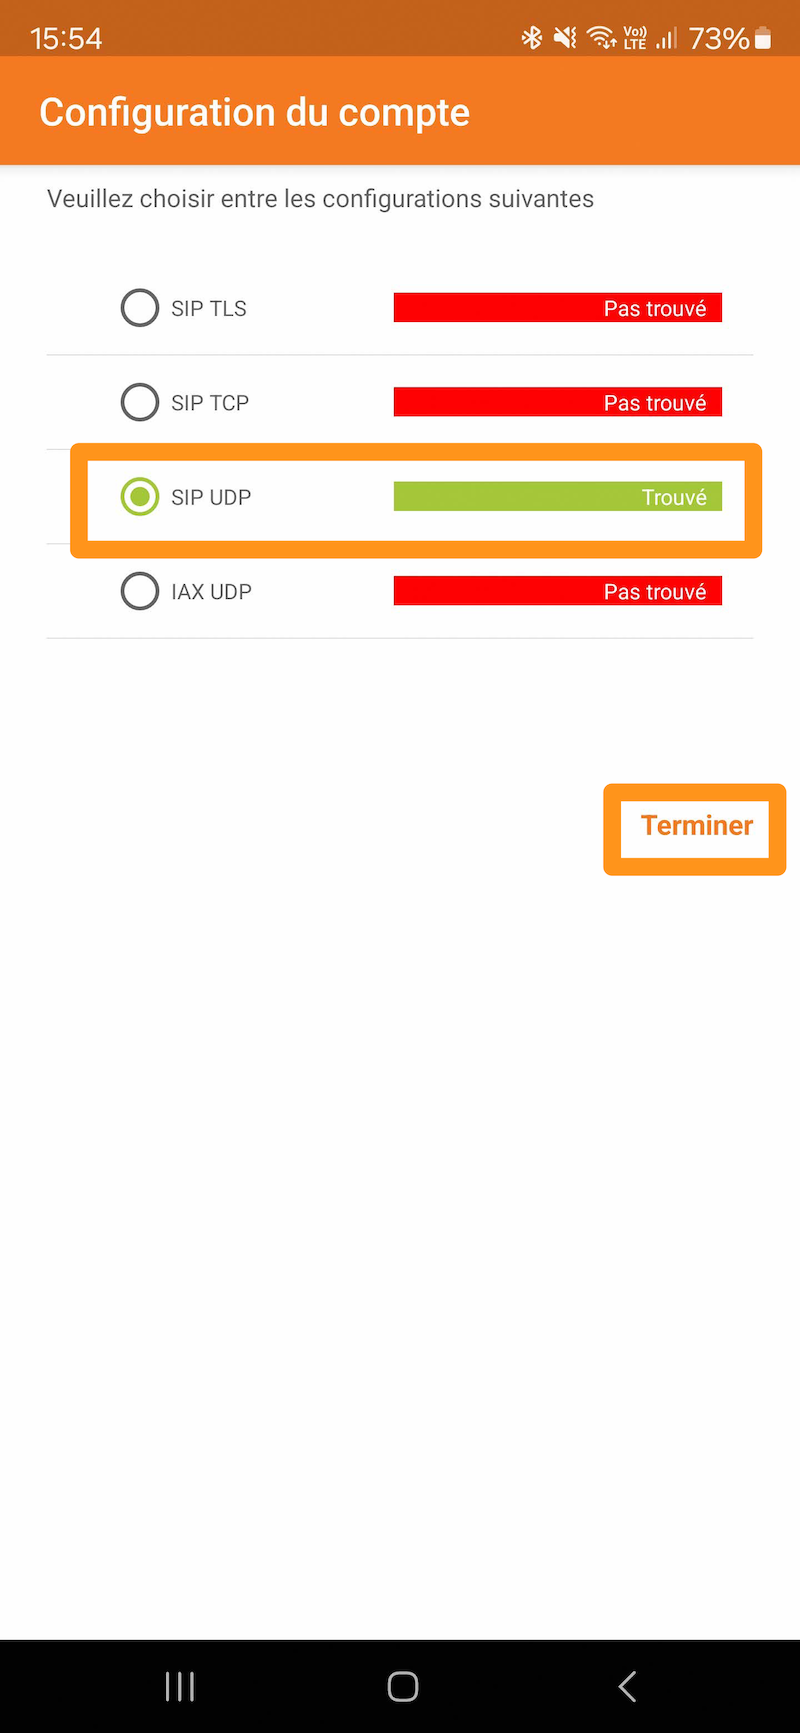 15:54 Vo)) LTE 73%
Configuration du compte
Veuillez choisir entre les configurations suivantes
SIP TLS Pas trouvé
SIP TCP Pas trouvé
SIP UDP Trouvé
IAX UDP Pas trouvé
Terminer